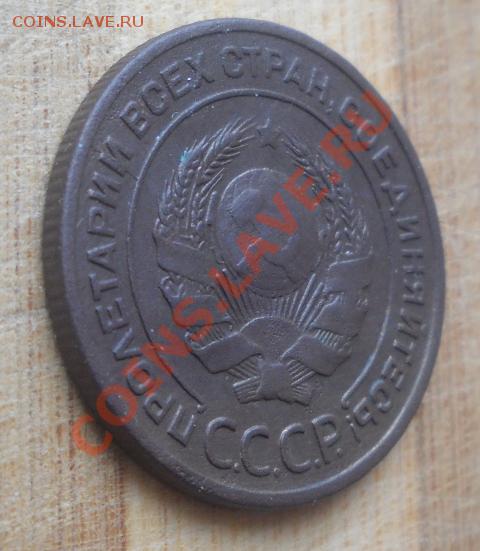 COINS.LAVE.RU
ПРОЛЕТАРИИ ВСЕХ СТРАН, СОЕДИНЯЙТЕСЬ!
С.С.С.Р.
COINS.LAVE.RU